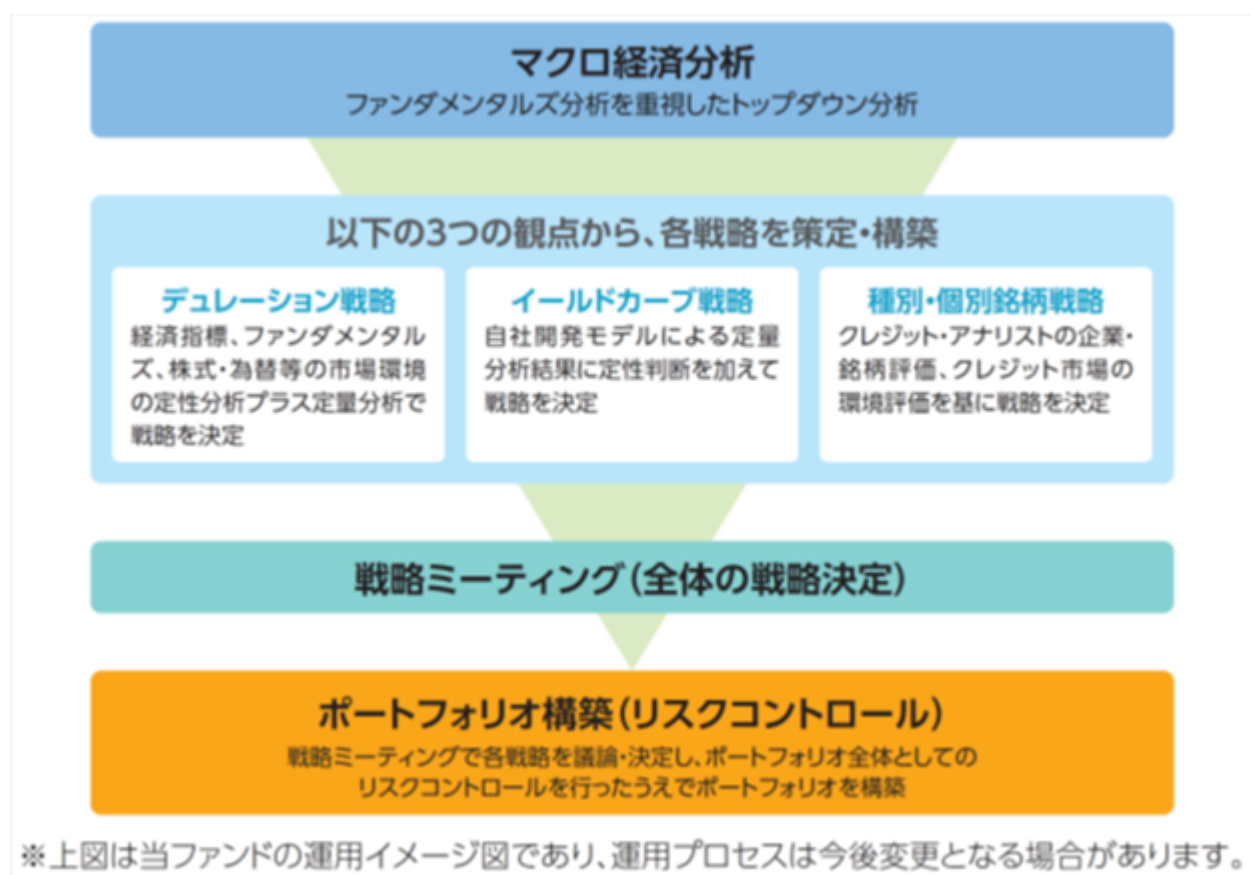 マクロ経済分析
ファンダメンタルズ分析を重視したトップダウン分析
以下の3つの観点から、各戦略を策定・構築
デュレーション戦略
経済指標、ファンダメンタル
ズ、株式・為替等の市場環境
の定性分析プラス定量分析で
戦略を決定
イールドカーブ戦略
自社開発モデルによる定量
分析結果に定性判断を加えて
戦略を決定
種別・個別銘柄戦略
クレジット・アナリストの企業・
銘柄評価、クレジット市場の
環境評価を基に戦略を決定
戦略ミーティング(全体の戦略決定)
ポートフォリオ構築(リスクコントロール)
戦略ミーティングで各戦略を議論・決定し、ポートフォリオ全体としての
リスクコントロールを行ったうえでポートフォリオを構築
※上図は当ファンドの運用イメージ図であり、運用プロセスは今後変更となる場合があります。